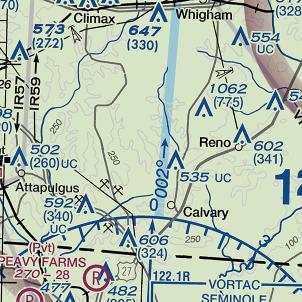 Climax
Whigham
573
(272)
647
(330)
554
UC
IR57
IR59
1062
(775)
250
250
Reno
602
(341)
502
(260) UC
002°
535 UC
Attapulgus
592
(340)
UC
Calvary
606
(324)
(Pvt)
PEAVY FARMS
270 - 28
R
122.1R
VORTAC
SEMINOLE
477
482